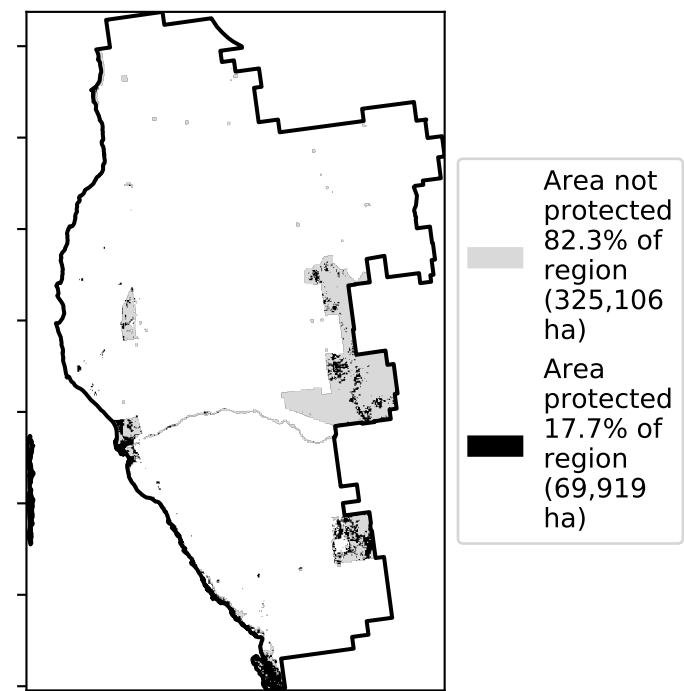 Area not
protected
82.3% of
region
(325,106
ha)
Area
protected
17.7% of
region
(69,919
ha)